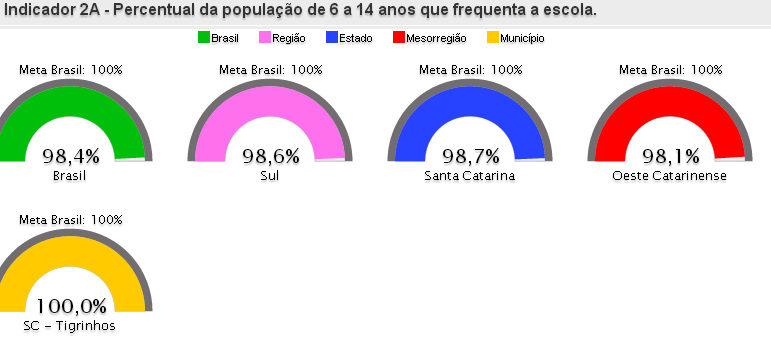 Indicador 2A - Percentual da população de 6 a 14 anos que frequenta a escola.
Brasil Região Estado Mesorregião Município
Meta Brasil: 100% Meta Brasil: 100% Meta Brasil: 100% Meta Brasil: 100%
98,4% 98,6% 98,7% 98,1%
Brasil Sul Santa Catarina Oeste Catarinense
Meta Brasil: 100%
100,0%
SC - Tigrinhos